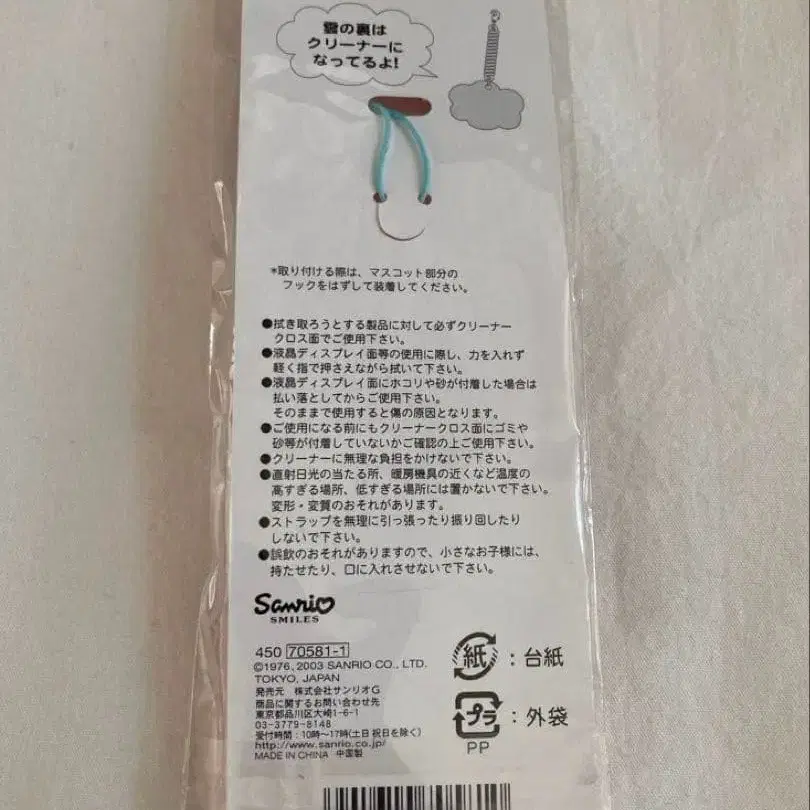 雲の裏は
クリーナーに
なってるよ!
*取り付ける際は、マスコット部分の
フックをはずして装着してください。
●拭き取ろうとする製品に対して必ずクリーナー
クロス面でご使用下さい。
●液晶ディスプレイ面等の使用に際し、力を入れず
軽く指で押さえながら拭いて下さい。
●液晶ディスプレイ面にホコリや砂が付着した場合は
払い落としてからご使用下さい。
そのままで使用すると傷の原因となります。
●ご使用になる前にもクリーナークロス面にゴミや
砂等が付着していないかご確認の上ご使用下さい。
●クリーナーに無理な負担をかけないで下さい。
●直射日光の当たる所、暖房機具の近くなど温度の
高すぎる場所、低すぎる場所には置かないで下さい。
変形・変質のおそれがあります。
●ストラップを無理に引っ張ったり振り回したり
しないで下さい。
●誤飲のおそれがありますので、小さなお子様には、
持たせたり、口に入れさせないで下さい。
Sanrio
SMILES
450 70581-1
©1976, 2003 SANRIO CO., LTD.
TOKYO, JAPAN
発売元 株式会社サンリオG
商品に関するお問い合わせ先
東京都品川区大崎1-6-1
03-3779-8148
受付時間:10時~17時(土日 祝日を除く)
http://www.sanrio.co.jp/
MADE IN CHINA 中国製
紙:台紙
プラ:外袋
PP